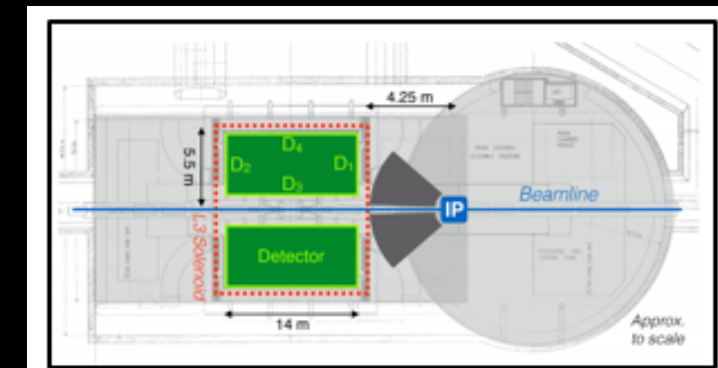 4.25 m
5.5 m
D4
D2
D1
D3
IP
Beamline
L3 Solenoid
Detector
14 m
Approx.
to scale